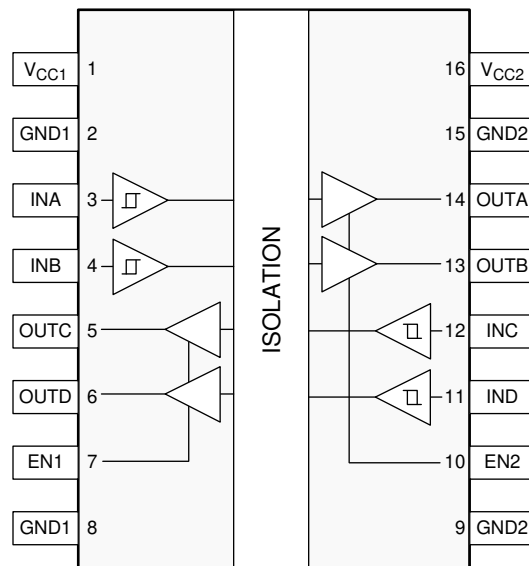 VCC1 1 16 VCC2
GND1 2 15 GND2
INA 3 14 OUTA
INB 4 13 OUTB
OUTC 5 12 INC
OUTD 6 11 IND
EN1 7 10 EN2
GND1 8 9 GND2
ISOLATION